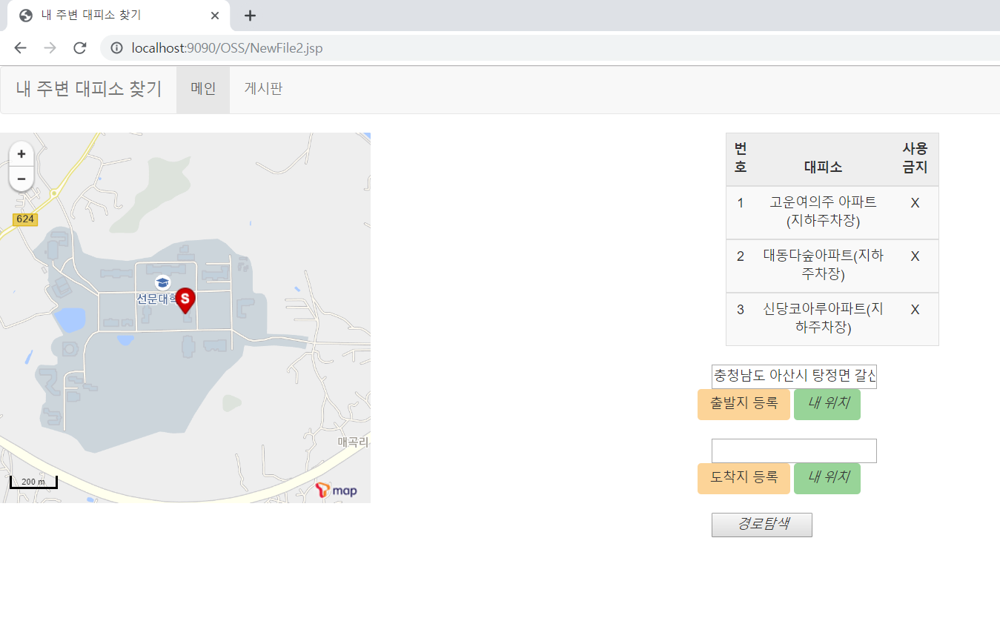 내 주변 대피소 찾기
localhost:9090/OSS/NewFile2.jsp
내 주변 대피소 찾기 메인 게시판
+
−
624
선문대학
S
매곡리
200 m
T map
번호 대피소 사용금지
1 고운여의주 아파트
(지하주차장) X
2 대동다숲아파트(지하
주차장) X
3 신당코아루아파트(지
하주차장) X
충청남도 아산시 탕정면 갈산
출발지 등록 내 위치
도착지 등록 내 위치
경로탐색